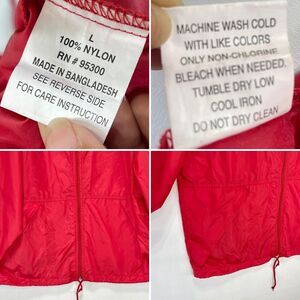 L
100% NYLON
RN # 95300
MADE IN BANGLADESH
SEE REVERSE SIDE
FOR CARE INSTRUCTION
MACHINE WASH COLD
WITH LIKE COLORS
ONLY NON-CHLORINE
BLEACH WHEN NEEDED.
TUMBLE DRY LOW
COOL IRON
DO NOT DRY CLEAN